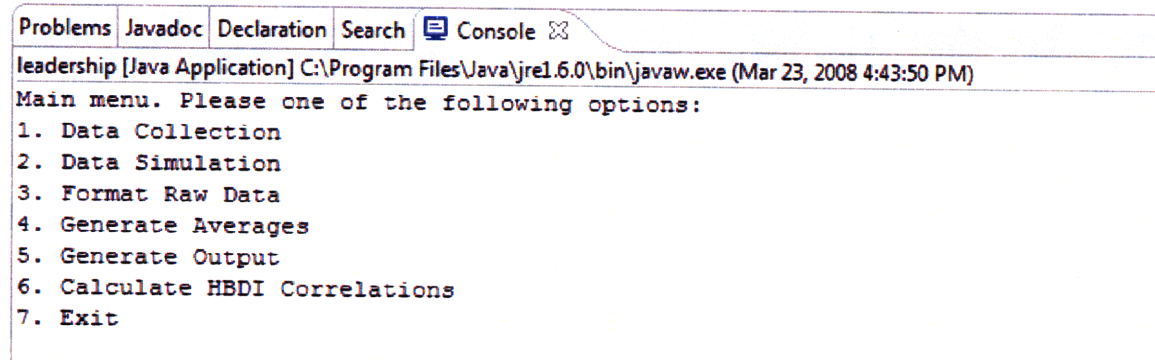 Problems Javadoc Declaration Search Console
leadership [Java Application] C:\Program Files\Java\jre1.6.0\bin\javaw.exe (Mar 23, 2008 4:43:50 PM)
Main menu. Please one of the following options:
1. Data Collection
2. Data Simulation
3. Format Raw Data
4. Generate Averages
5. Generate Output
6. Calculate HBDI Correlations
7. Exit